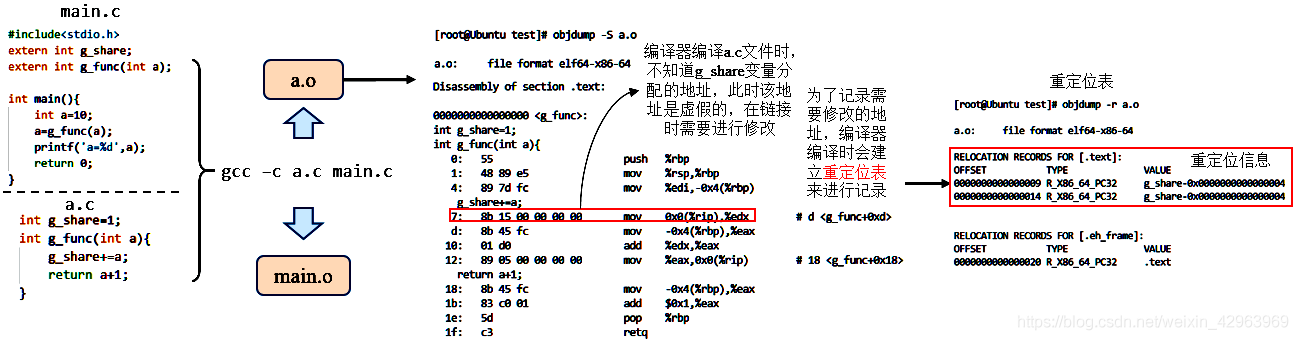 main.c
#include<stdio.h>
extern int g_share;
extern int g_func(int a);
int main(){
int a=10;
a=g_func(a);
printf('a=%d',a);
return 0;
}
a.c
int g_share=1;
int g_func(int a){
g_share+=a;
return a+1;
}
gcc -c a.c main.c
a.o
main.o
[root@Ubuntu test]# objdump -S a.o
a.o:     file format elf64-x86-64
Disassembly of section .text:
0000000000000000 <g_func>:
int g_share=1;
int g_func(int a){
0:   55                push   %rbp
1:   48 89 e5          mov    %rsp,%rbp
4:   89 7d fc          mov    %edi,-0x4(%rbp)
g_share+=a;
7:   8b 15 00 00 00 00    mov    0x0(%rip),%edx    # d <g_func+0xd>
d:   8b 45 fc          mov    -0x4(%rbp),%eax
10:   01 d0             add    %edx,%eax
12:   89 05 00 00 00 00    mov    %eax,0x0(%rip)    # 18 <g_func+0x18>
return a+1;
18:   8b 45 fc          mov    -0x4(%rbp),%eax
1b:   83 c0 01          add    $0x1,%eax
1e:   5d                pop    %rbp
1f:   c3                retq
编译器编译a.c文件时，
不知道g_share变量分
配的地址，此时该地
址是虚假的，在链接
时需要进行修改
为了记录需
要修改的地
址，编译器
编译时会建
立重定位表
来进行记录
重定位表
[root@Ubuntu test]# objdump -r a.o
a.o:     file format elf64-x86-64
RELOCATION RECORDS FOR [.text]:
重定位信息
OFFSET           TYPE              VALUE
0000000000000009 R_X86_64_PC32     g_share-0x0000000000000004
0000000000000014 R_X86_64_PC32     g_share-0x0000000000000004
RELOCATION RECORDS FOR [.eh_frame]:
OFFSET           TYPE              VALUE
0000000000000020 R_X86_64_PC32     .text
https://blog.csdn.net/weixin_42963969